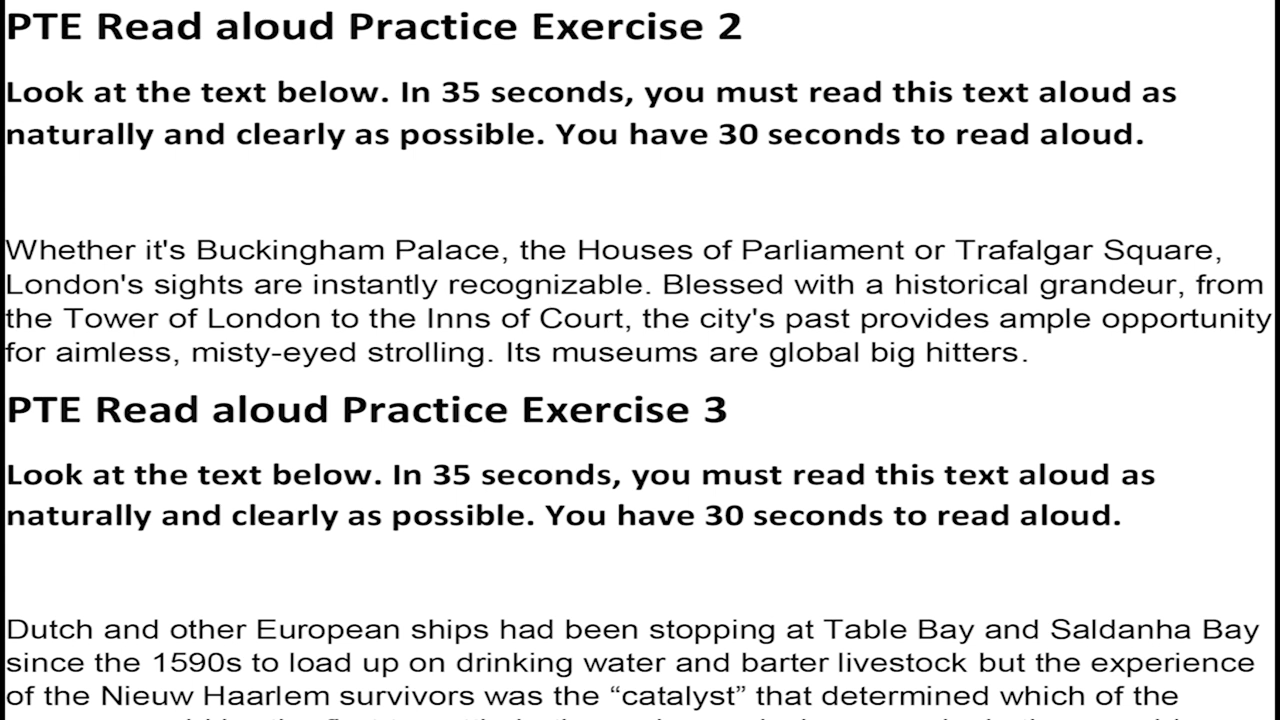 PTE Read aloud Practice Exercise 2
Look at the text below. In 35 seconds, you must read this text aloud as
naturally and clearly as possible. You have 30 seconds to read aloud.
Whether it's Buckingham Palace, the Houses of Parliament or Trafalgar Square,
London's sights are instantly recognizable. Blessed with a historical grandeur, from
the Tower of London to the Inns of Court, the city's past provides ample opportunity
for aimless, misty-eyed strolling. Its museums are global big hitters.
PTE Read aloud Practice Exercise 3
Look at the text below. In 35 seconds, you must read this text aloud as
naturally and clearly as possible. You have 30 seconds to read aloud.
Dutch and other European ships had been stopping at Table Bay and Saldanha Bay
since the 1590s to load up on drinking water and barter livestock but the experience
of the Nieuw Haarlem survivors was the “catalyst” that determined which of the